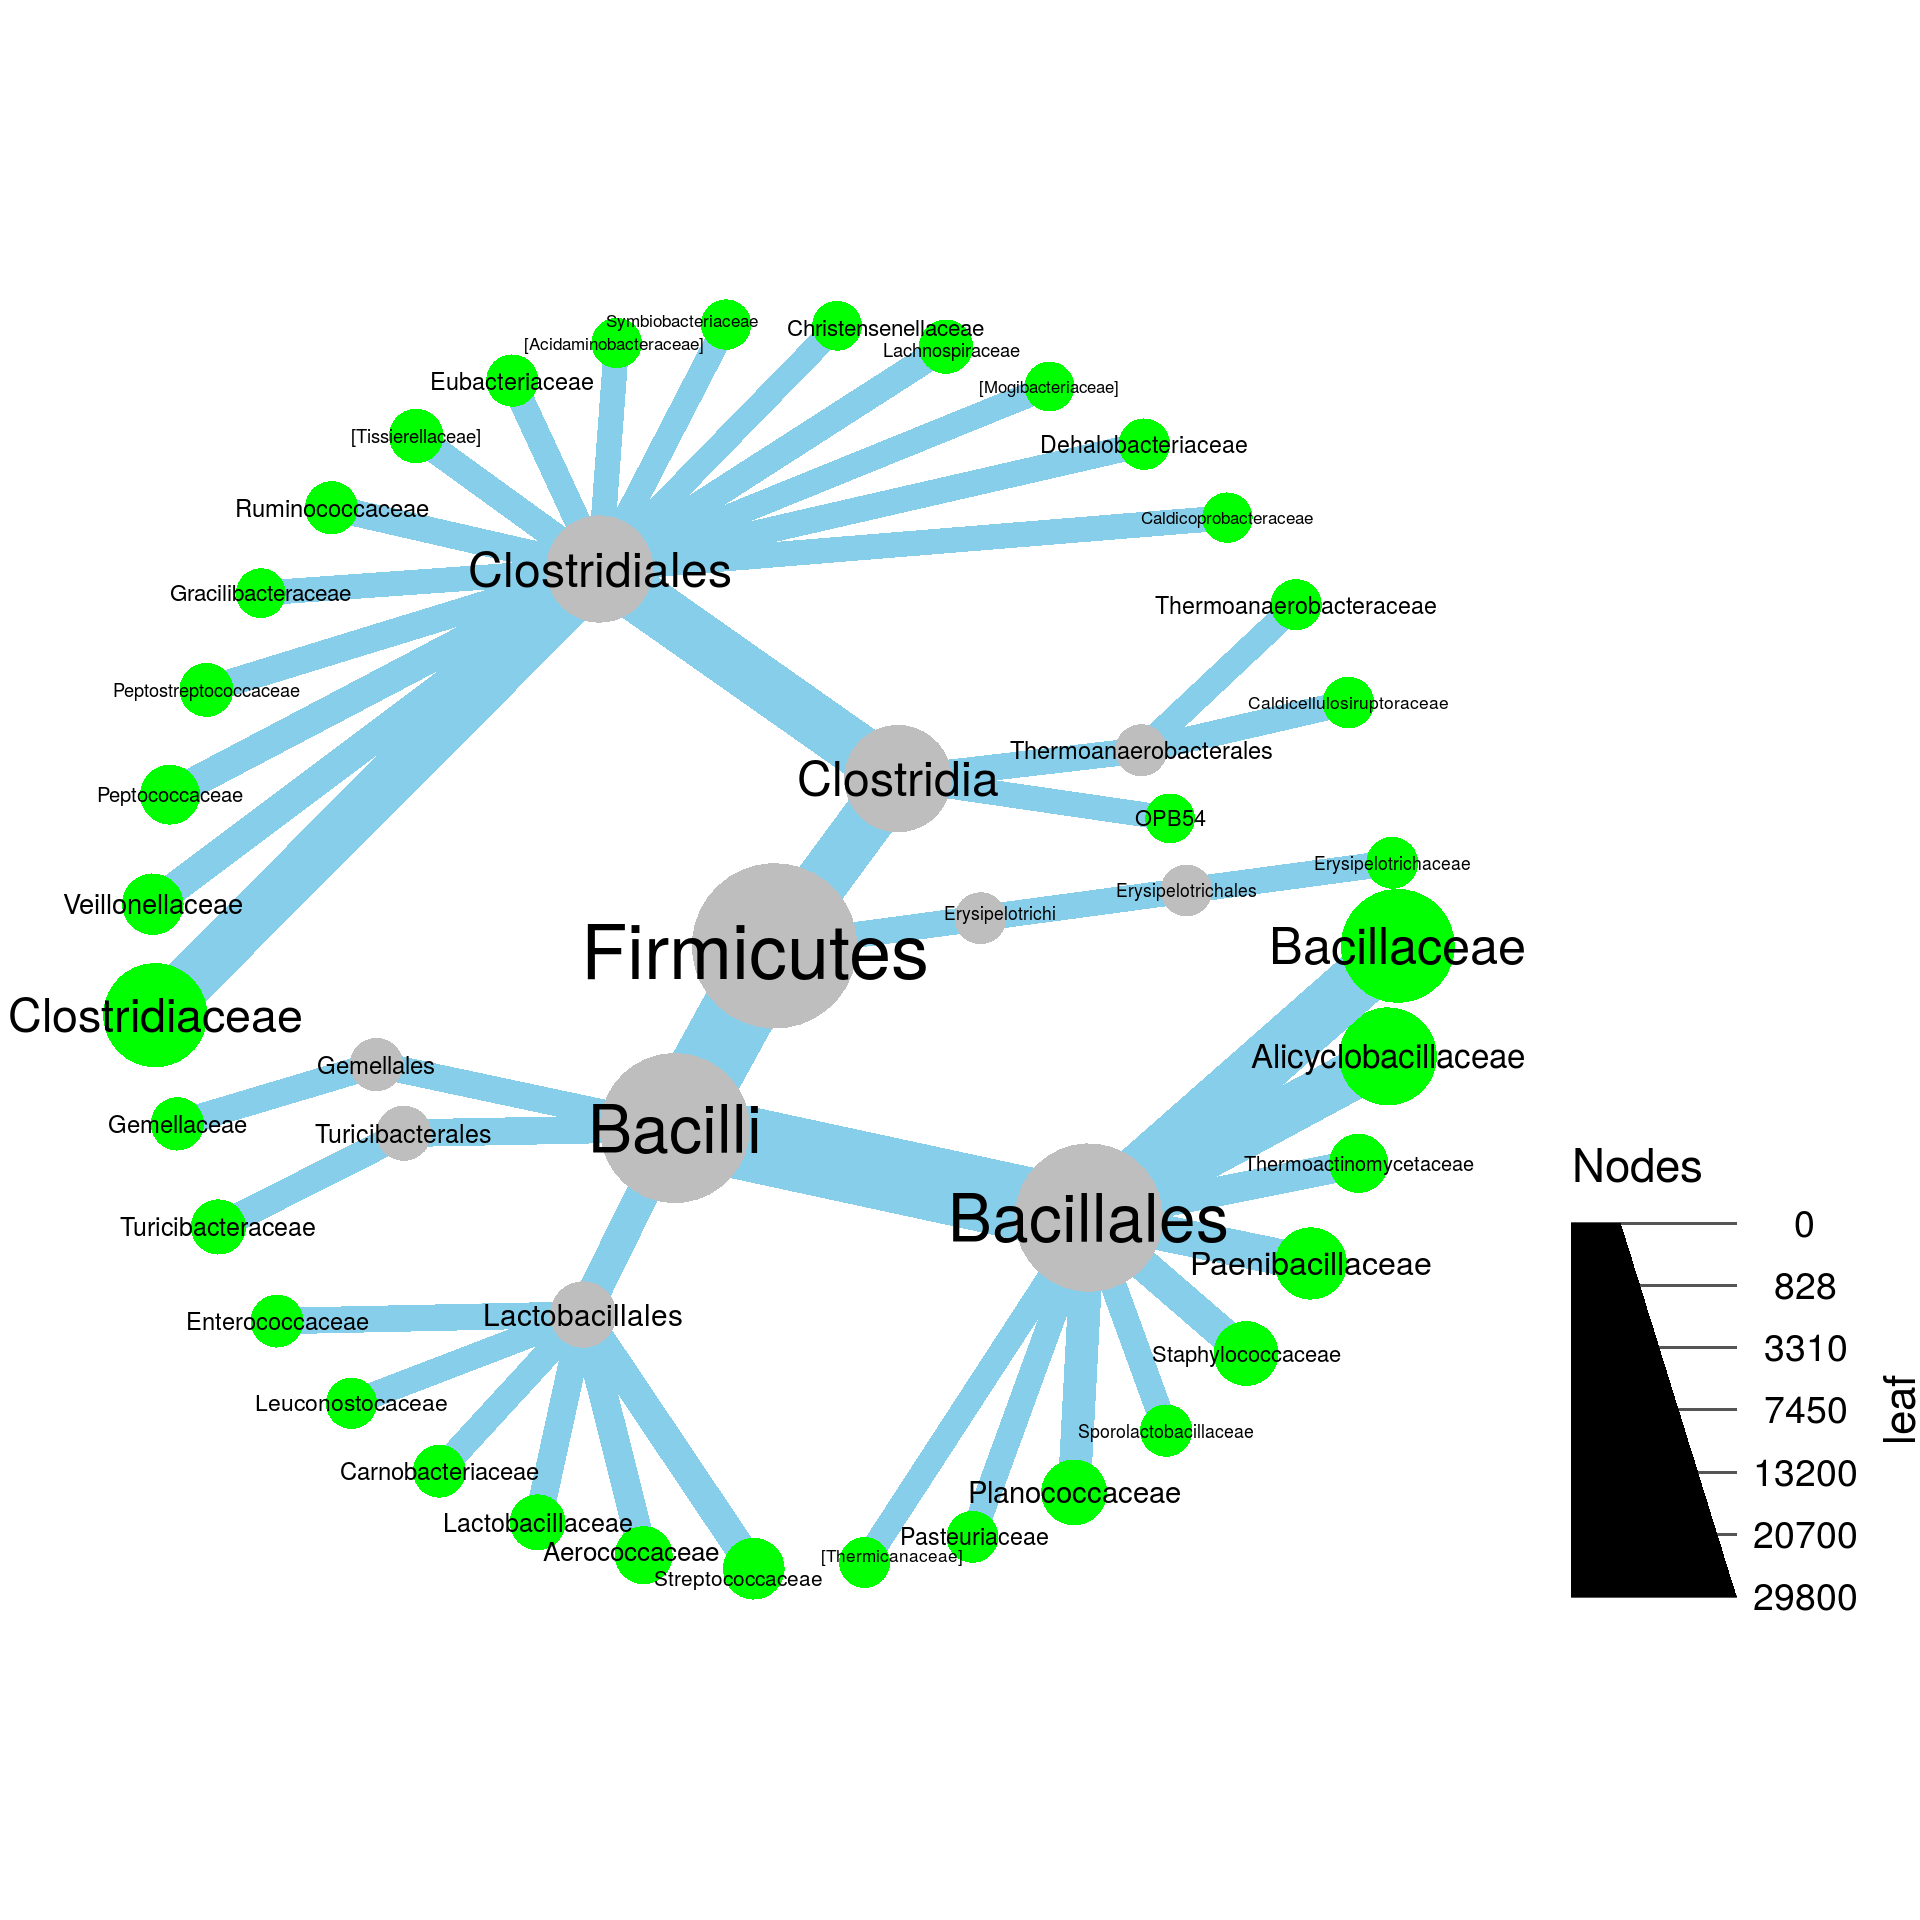 Symbiobacteriaceae
Christensenellaceae
[Acidaminobacteraceae]
Lachnospiraceae
Eubacteriaceae
[Mogibacteriaceae]
[Tissierellaceae]
Dehalobacteriaceae
Ruminococcaceae
Caldicoprobacteraceae
Clostridiales
Gracilibacteraceae
Thermoanaerobacteraceae
Peptostreptococcaceae
Caldicellulosiruptoraceae
Thermoanaerobacterales
Clostridia
Peptococcaceae
OPB54
Erysipelotrichaceae
Erysipelotrichales
Veillonellaceae
Erysipelotrichi
Firmicutes
Bacillaceae
Clostridiaceae
Alicyclobacillaceae
Gemellales
Gemellaceae
Turicibacterales
Bacilli
Thermoactinomycetaceae
Bacillales
Turicibacteraceae
Paenibacillaceae
Enterococcaceae
Lactobacillales
Staphylococcaceae
Leuconostocaceae
Sporolactobacillaceae
Carnobacteriaceae
Planococcaceae
Lactobacillaceae
Pasteuriaceae
Aerococcaceae
[Thermicanaceae]
Streptococcaceae
Nodes
0
828
3310
7450
13200
20700
29800
leaf